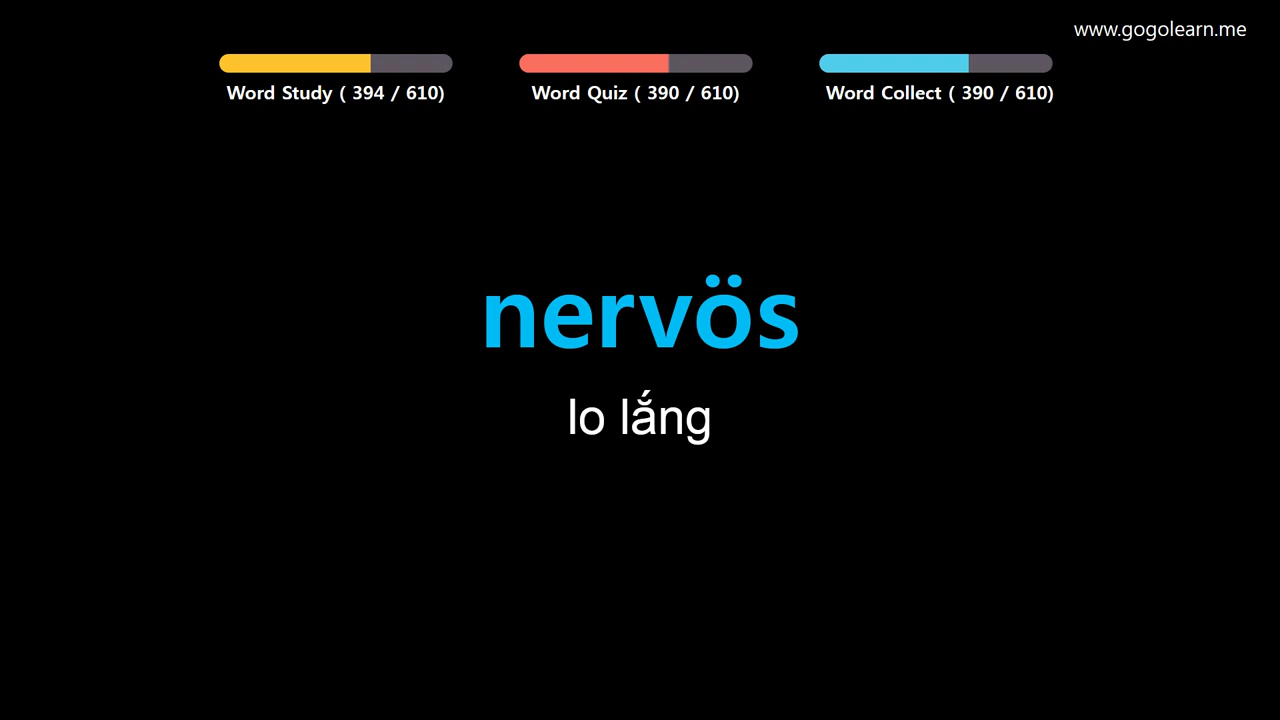 www.gogolearn.me
Word Study ( 394 / 610)
Word Quiz ( 390 / 610)
Word Collect ( 390 / 610)
nervös
lo lắng